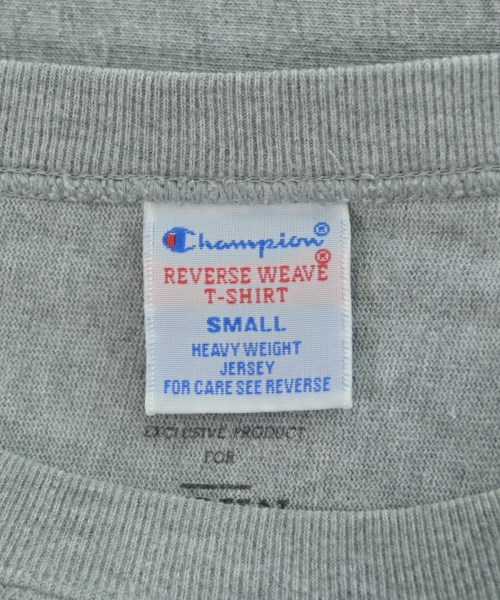 Champion®
REVERSE WEAVE®
T-SHIRT
SMALL
HEAVY WEIGHT
JERSEY
FOR CARE SEE REVERSE
EXCLUSIVE PRODUCT
FOR